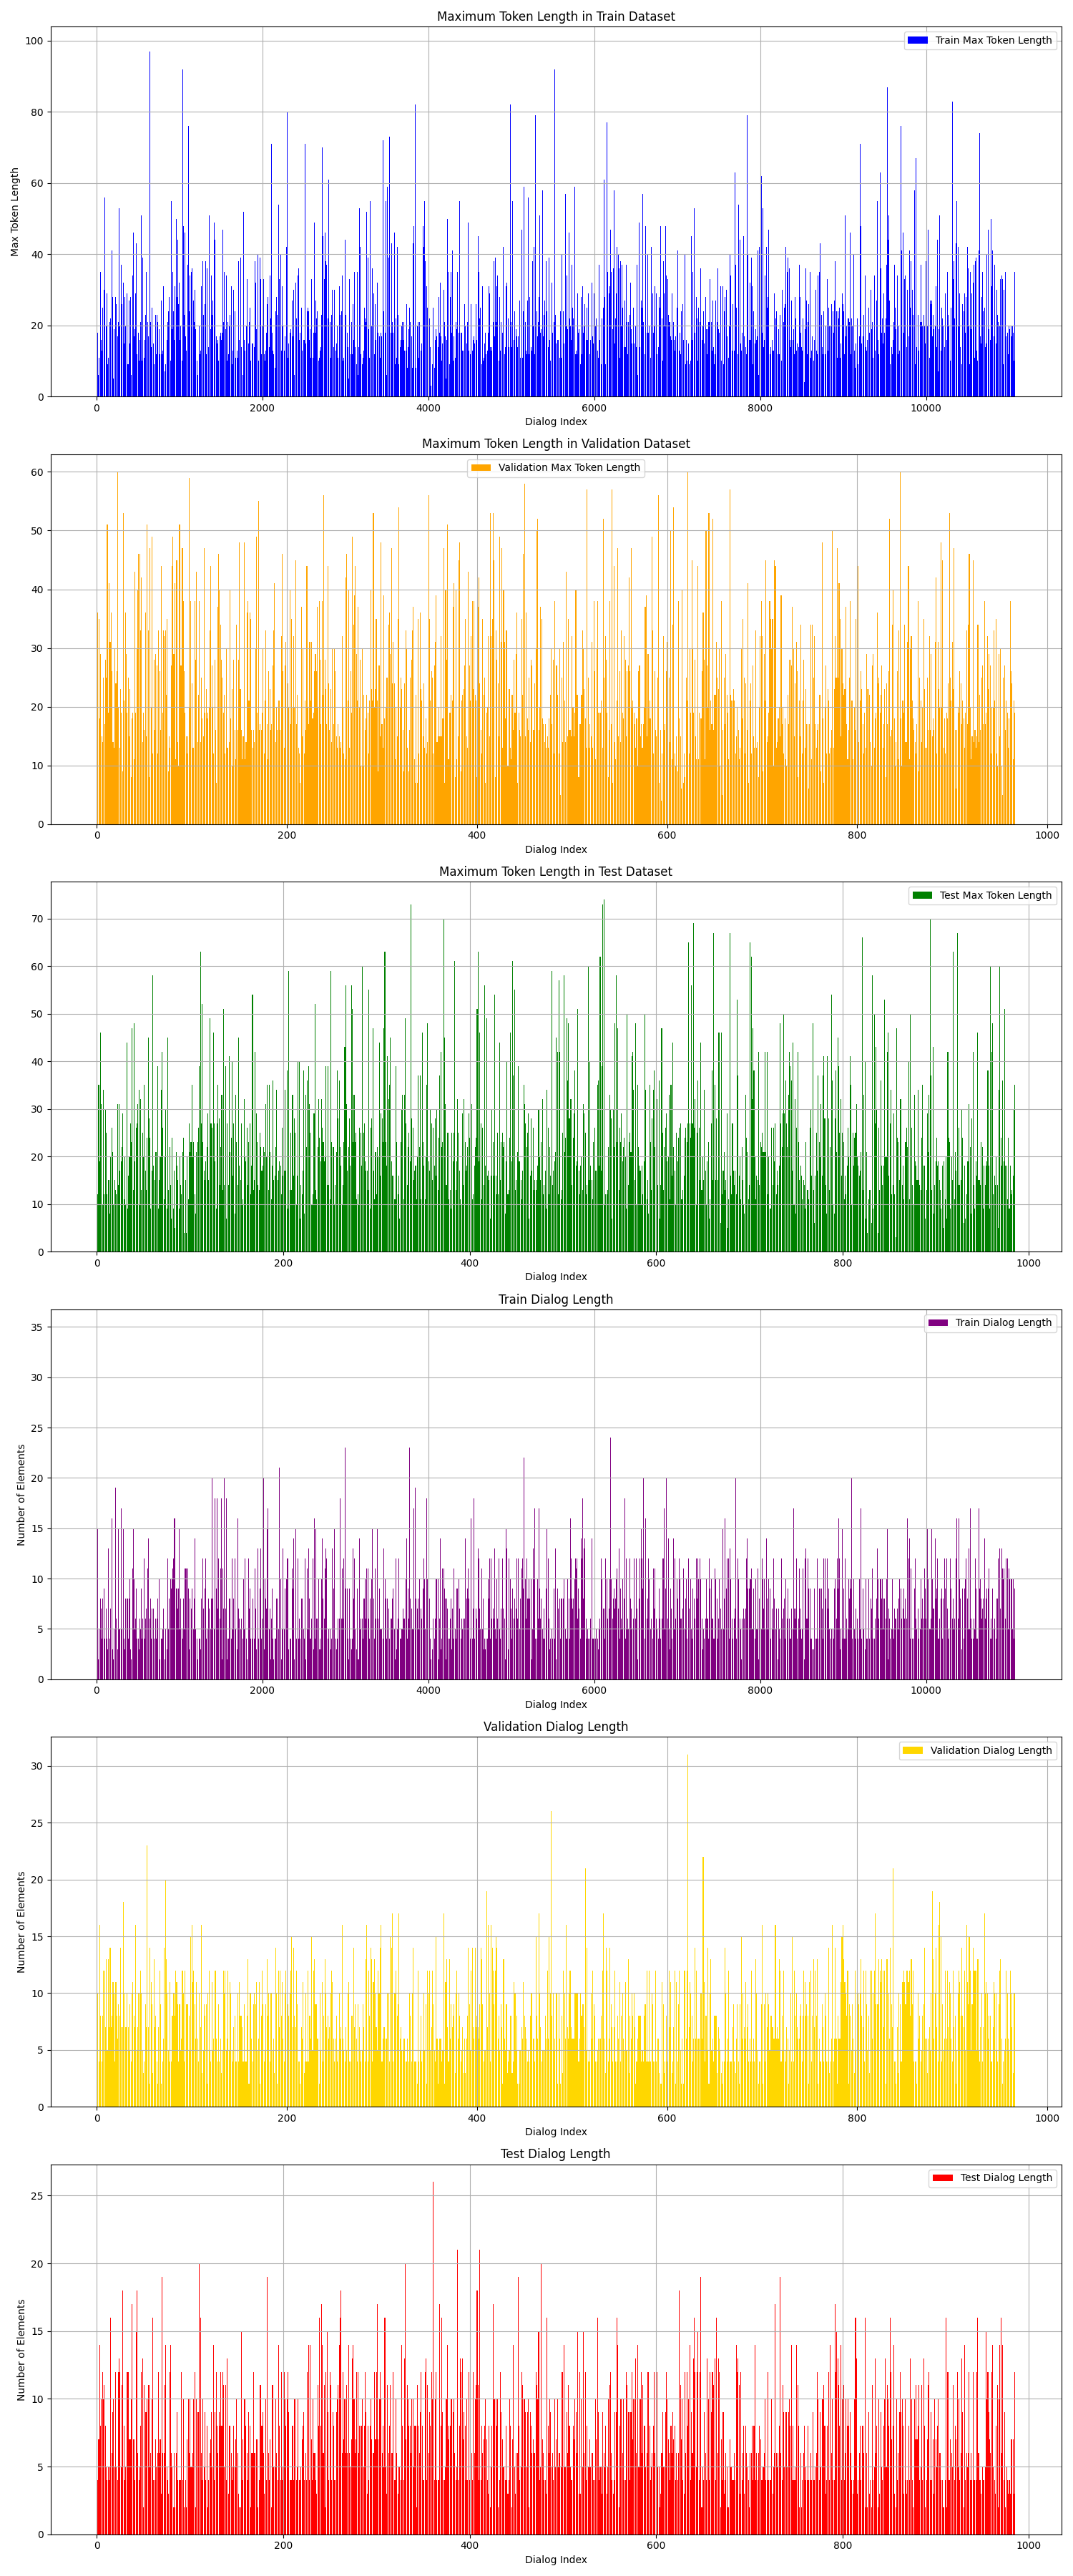 Maximum Token Length in Train Dataset
Train Max Token Length
100
80
60
40
20
0
Max Token Length
0 2000 4000 6000 8000 10000
Dialog Index
Maximum Token Length in Validation Dataset
Validation Max Token Length
60
50
40
30
20
10
0
0 200 400 600 800 1000
Dialog Index
Maximum Token Length in Test Dataset
Test Max Token Length
70
60
50
40
30
20
10
0
0 200 400 600 800 1000
Dialog Index
Train Dialog Length
Train Dialog Length
35
30
25
20
15
10
5
0
Number of Elements
0 2000 4000 6000 8000 10000
Dialog Index
Validation Dialog Length
Validation Dialog Length
30
25
20
15
10
5
0
Number of Elements
0 200 400 600 800 1000
Dialog Index
Test Dialog Length
Test Dialog Length
25
20
15
10
5
0
Number of Elements
0 200 400 600 800 1000
Dialog Index